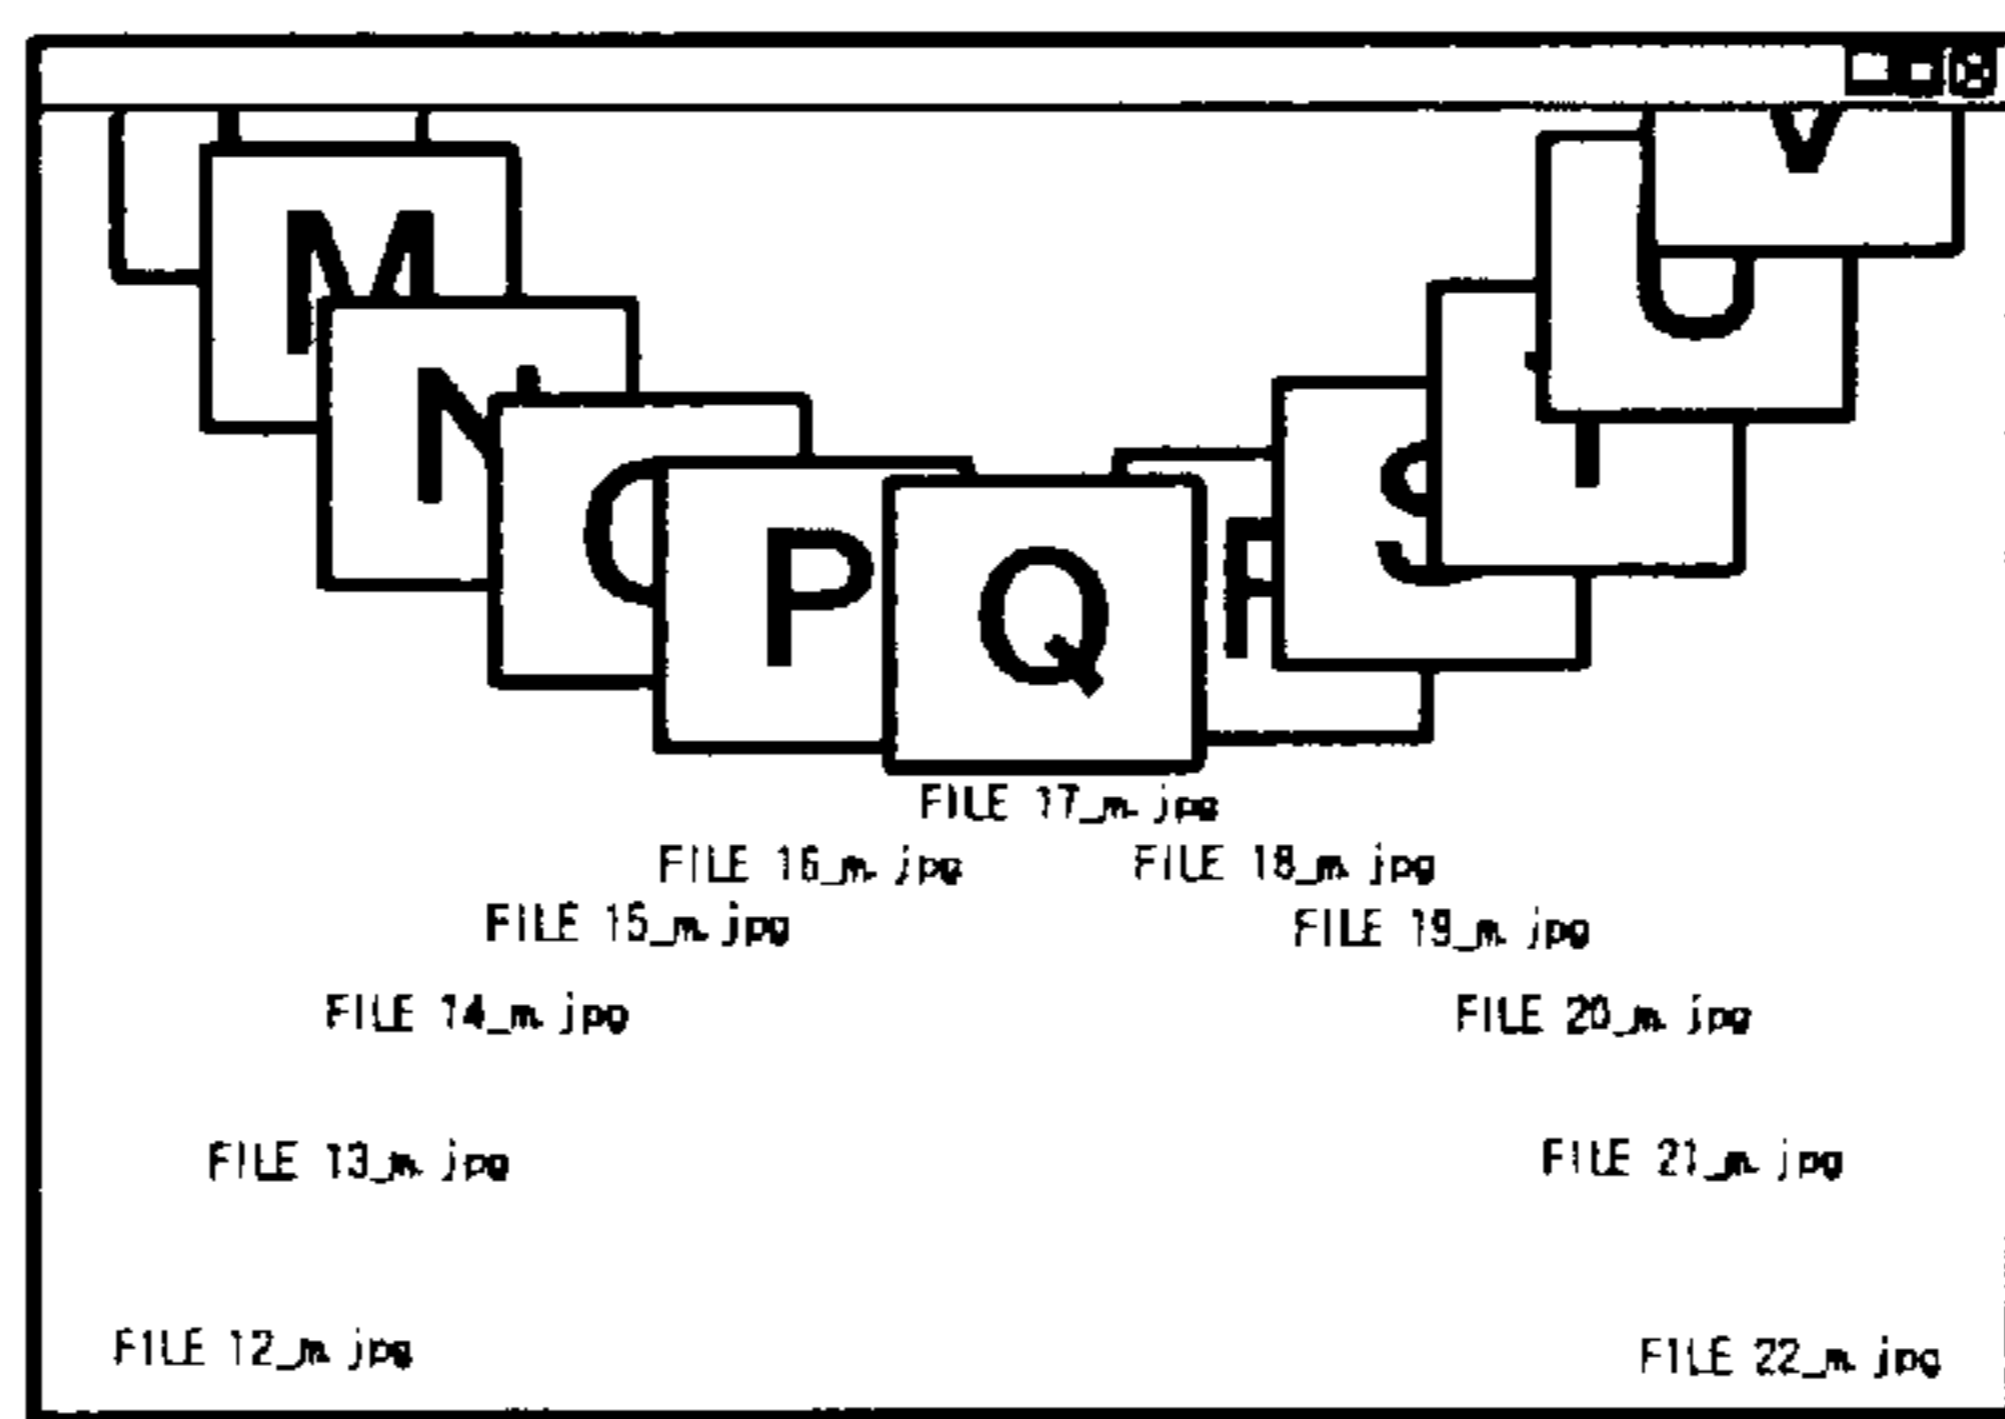 V
M
U
N
T
O
S
P
Q
R
FILE 17_m.jpg
FILE 16_m.jpg
FILE 18_m.jpg
FILE 15_m.jpg
FILE 19_m.jpg
FILE 14_m.jpg
FILE 20_m.jpg
FILE 13_m.jpg
FILE 21_m.jpg
FILE 12_m.jpg
FILE 22_m.jpg